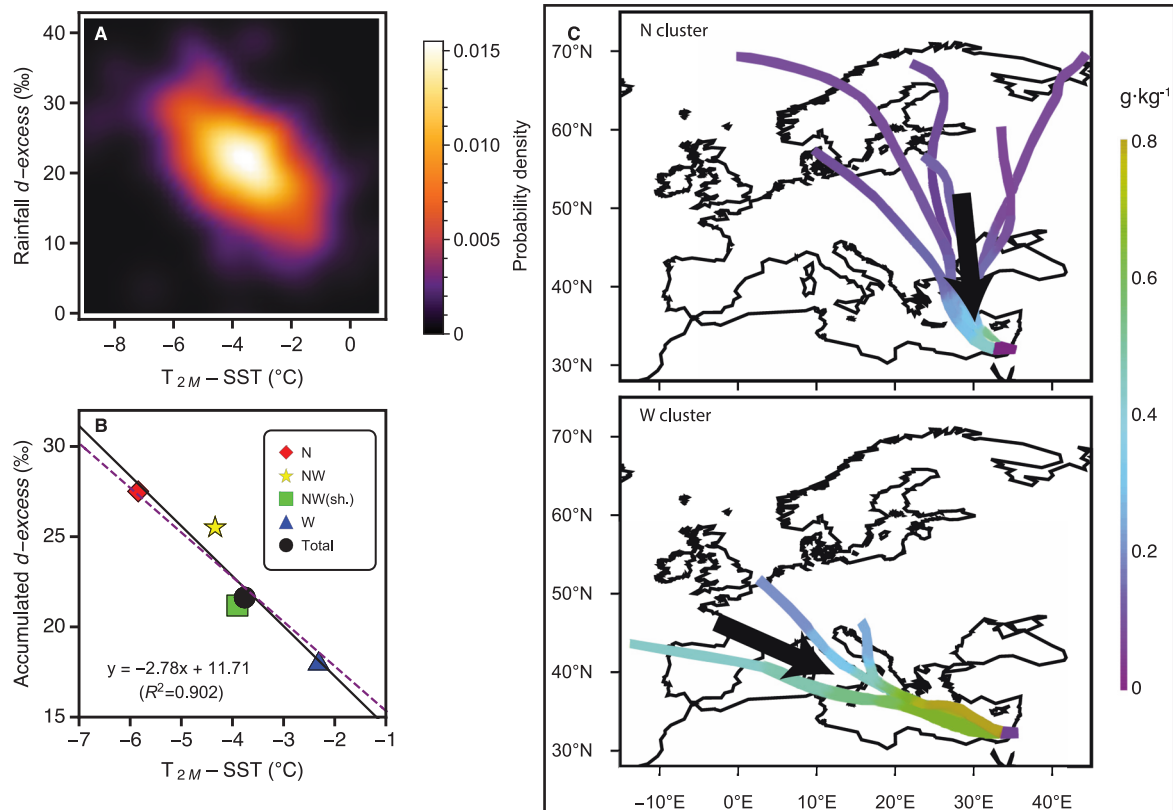 A
40
30
20
10
0
Rainfall d-excess (‰)
−8
−6
−4
−2
0
T2M − SST (°C)
0.015
0.010
0.005
0
Probability density
B
30
25
20
15
Accumulated d-excess (‰)
N
NW
NW(sh.)
W
Total
y = −2.78x + 11.71
(R²=0.902)
−7
−6
−5
−4
−3
−2
−1
T2M − SST (°C)
C
N cluster
70°N
60°N
50°N
40°N
30°N
W cluster
70°N
60°N
50°N
40°N
30°N
−10°E
0°E
10°E
20°E
30°E
40°E
g·kg⁻¹
0.8
0.6
0.4
0.2
0